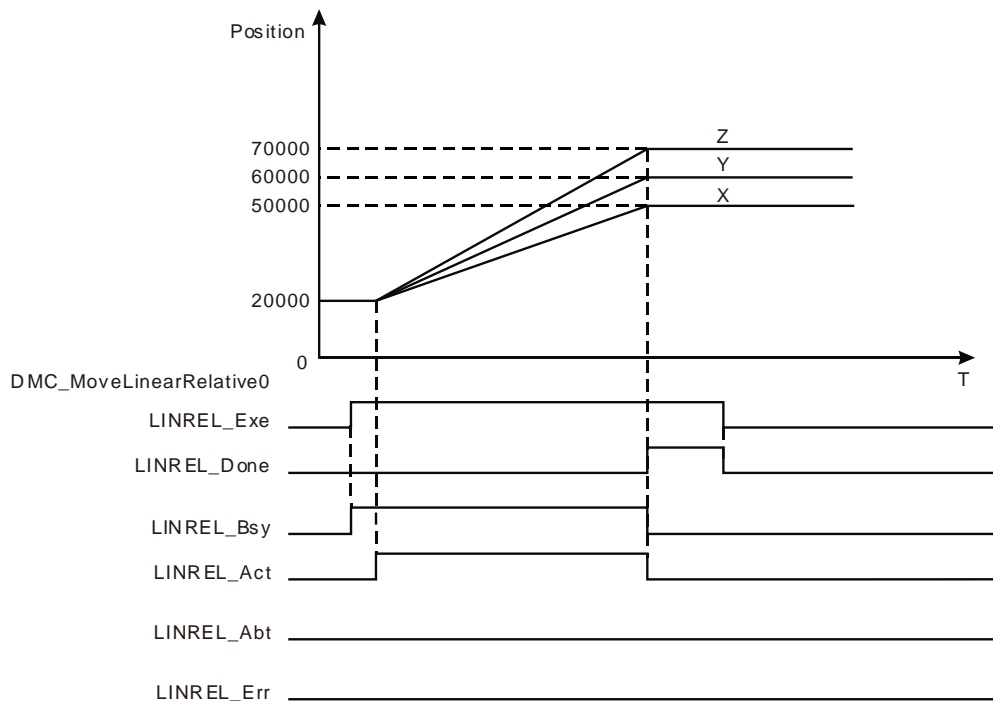 Position
70000
60000
50000
20000
0
Z
Y
X
T
DMC_MoveLinearRelative0
LINREL_Exe
LINREL_Done
LINREL_Bsy
LINREL_Act
LINREL_Abt
LINREL_Err